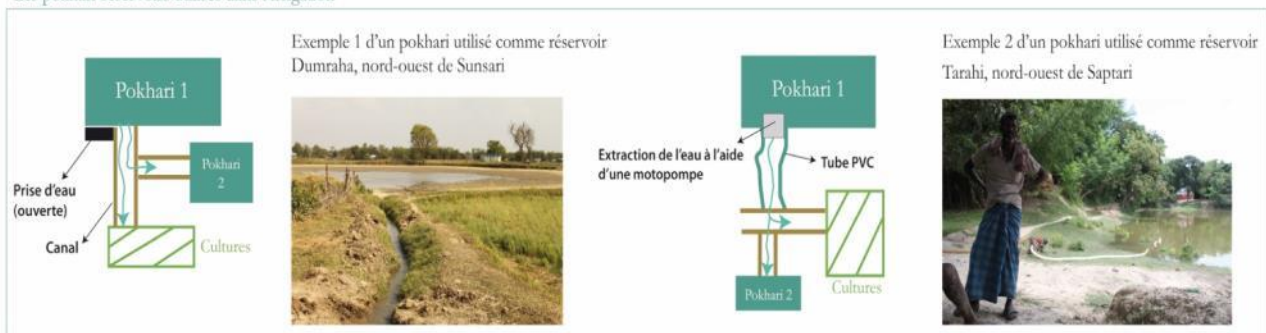 Exemple 1 d'un pokhari utilisé comme réservoir
Dumraha, nord-ouest de Sunsari
Pokhari 1
Pokhari
2
Prise d'eau
(ouverte)
Canal
Cultures
Exemple 2 d'un pokhari utilisé comme réservoir
Tarahi, nord-ouest de Saptari
Pokhari 1
Extraction de l'eau à l'aide
d'une motopompe
Tube PVC
Pokhari 2
Cultures